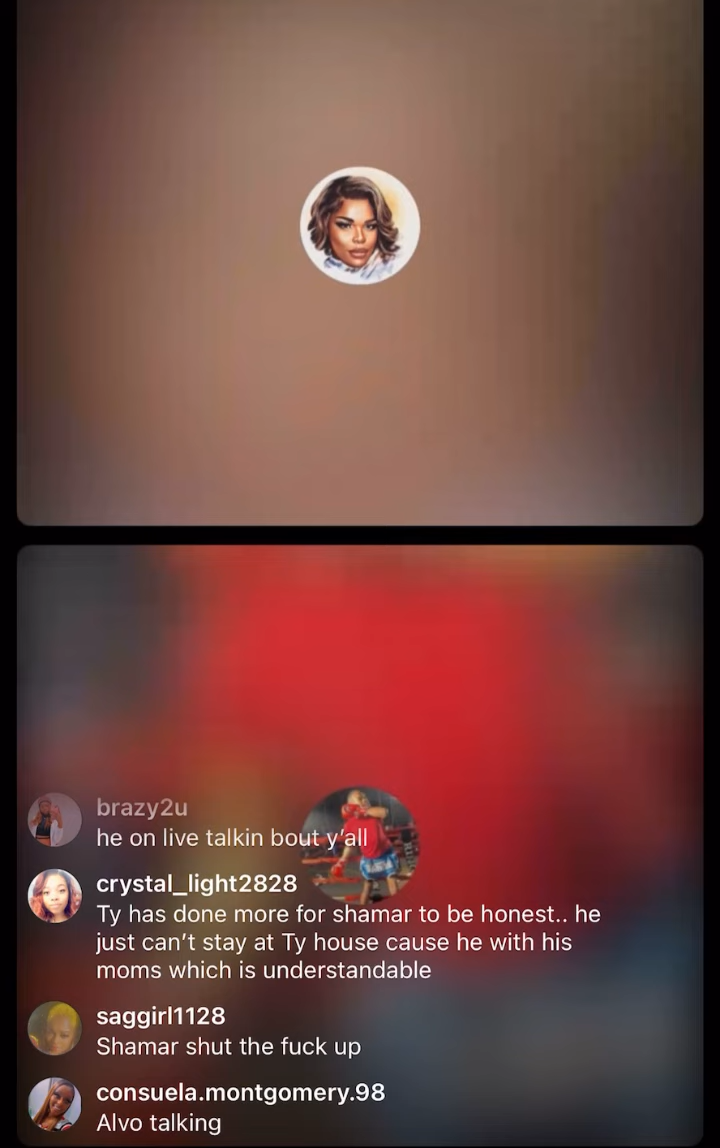 brazy2u
he on live talkin bout y’all
crystal_light2828
Ty has done more for shamar to be honest.. he
just can’t stay at Ty house cause he with his
moms which is understandable
saggirl1128
Shamar shut the fuck up
consuela.montgomery.98
Alvo talking